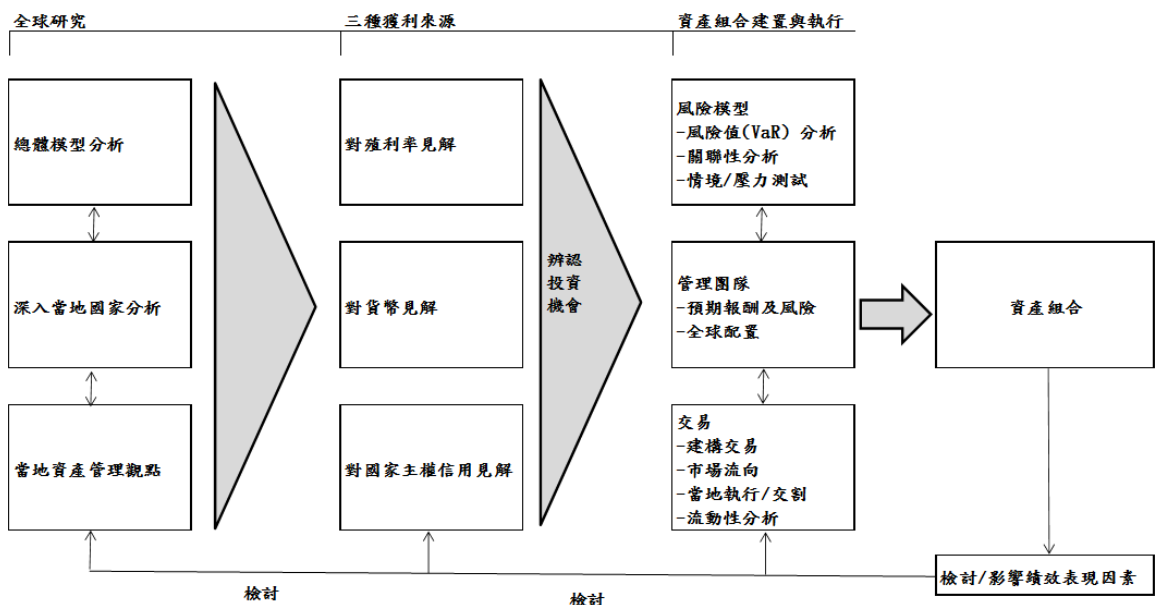 全球研究
三種獲利來源
資產組合建置與執行
總體模型分析
深入當地國家分析
當地資產管理觀點
對殖利率見解
對貨幣見解
對國家主權信用見解
辨認
投資
機會
風險模型
-風險值(VaR) 分析
-關聯性分析
-情境/壓力測試
管理團隊
-預期報酬及風險
-全球配置
交易
-建構交易
-市場流向
-當地執行/交割
-流動性分析
資產組合
檢討/影響績效表現因素
檢討
檢討